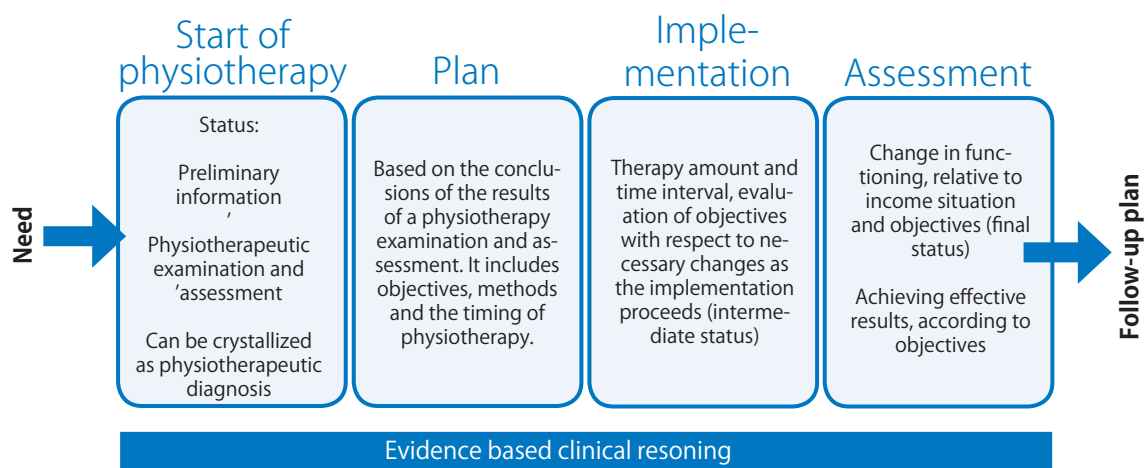 Need
Start of
physiotherapy
Status:
Preliminary
information
,
Physiotherapeutic
examination and
’assessment
Can be crystallized
as physiotherapeutic
diagnosis
Plan
Based on the conclu-
sions of the results
of a physiotherapy
examination and as-
sessment. It includes
objectives, methods
and the timing of
physiotherapy.
Imple-
mentation
Therapy amount and
time interval, evalu-
ation of objectives
with respect to ne-
cessary changes as
the implementation
proceeds (interme-
diate status)
Assessment
Change in func-
tioning, relative to
income situation
and objectives (final
status)
Achieving effective
results, according to
objectives
Follow-up plan
Evidence based clinical resoning